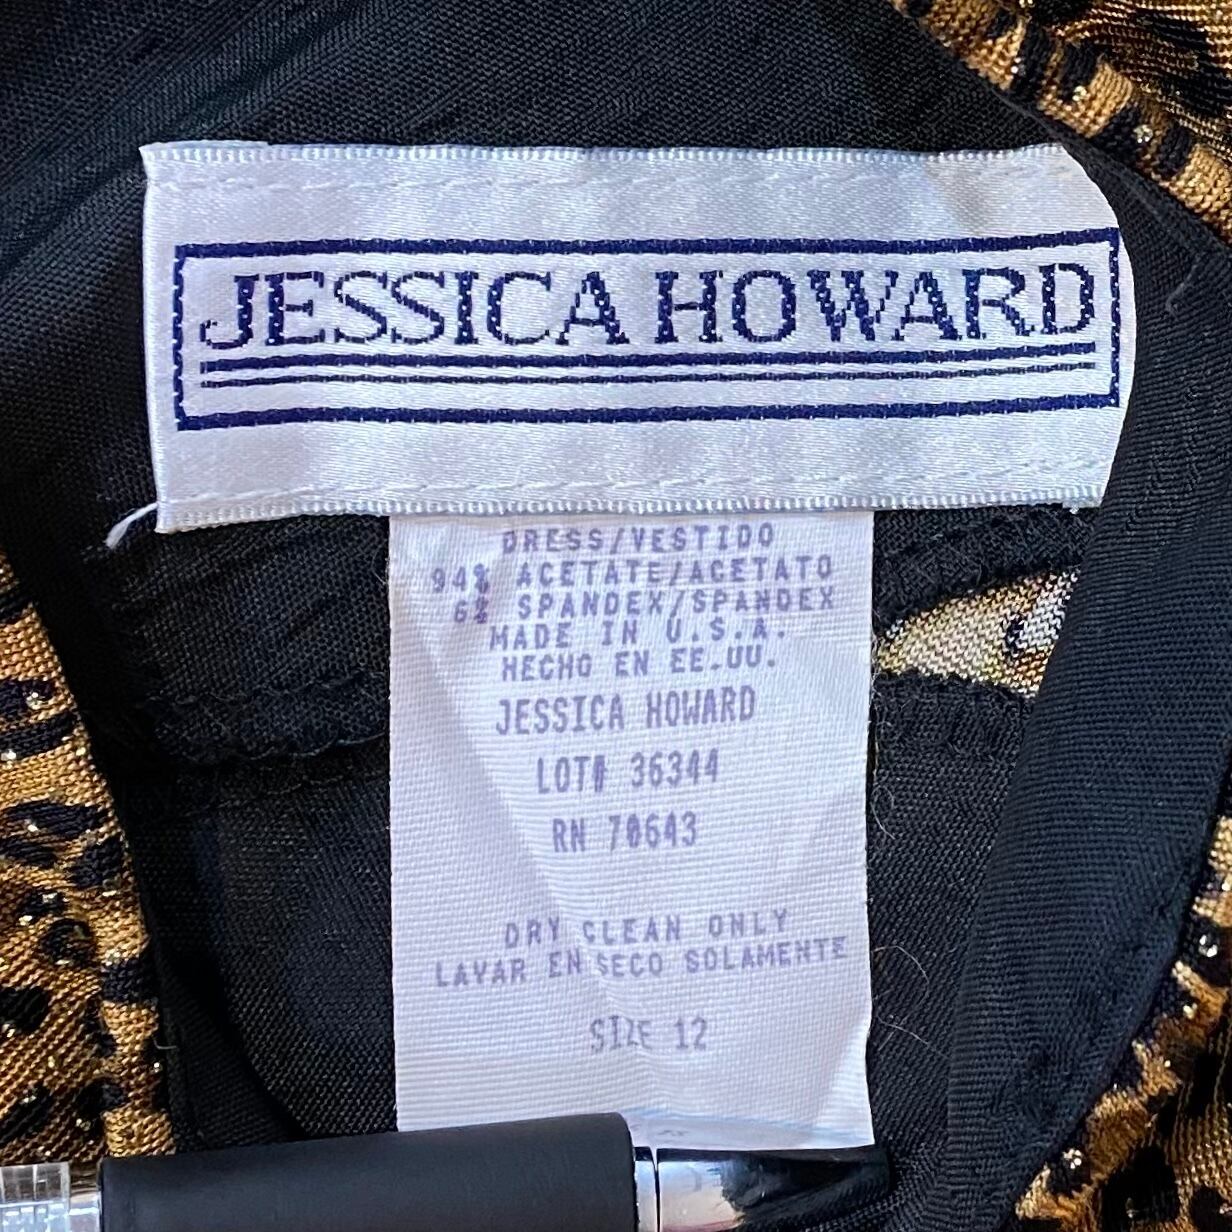 JESSICA HOWARD
DRESS/VESTIDO
94% ACETATE/ACETATO
6% SPANDEX/SPANDEX
MADE IN U.S.A.
HECHO EN EE.UU.
JESSICA HOWARD
LOT# 36344
RN 70643
DRY CLEAN ONLY
LAVAR EN SECO SOLAMENTE
SIZE 12